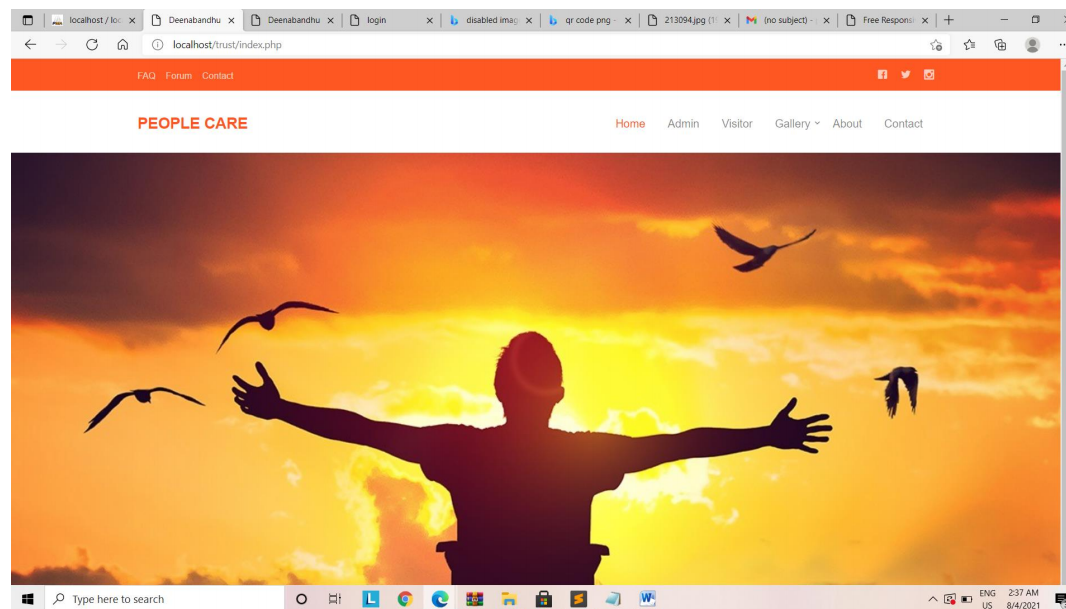 localhost / loc Deenabandhu Deenabandhu login disabled imag qr code png - 213094.jpg (1 (no subject) - Free Responsi
localhost/trust/index.php
FAQ Forum Contact
PEOPLE CARE Home Admin Visitor Gallery About Contact
Type here to search
ENG 2:37 AM
US 8/4/2021